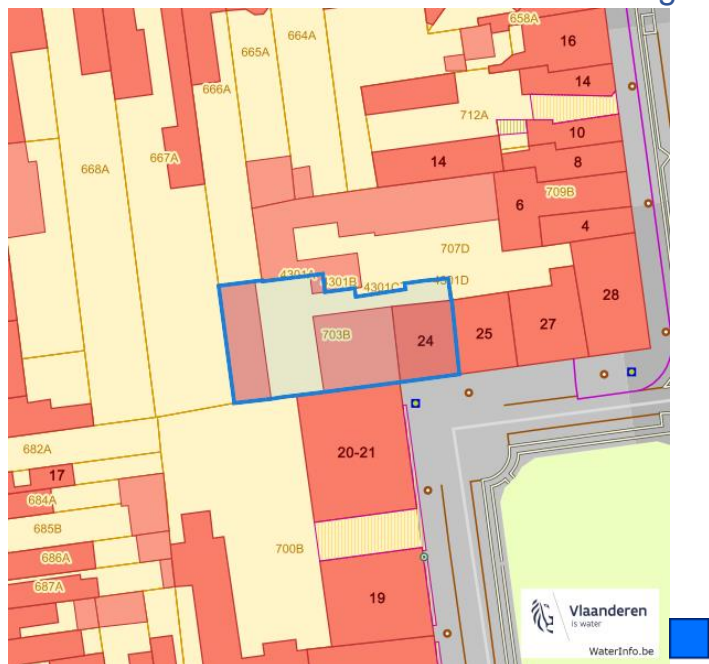 658A
664A
16
665A
14
666A
712A
10
667A
8
668A
14
709B
6
4
707D
4301A
4301B
4301C
4301D
28
703B
27
24
25
682A
20-21
17
684A
685B
700B
686A
687A
19
Vlaanderen
is water
WaterInfo.be